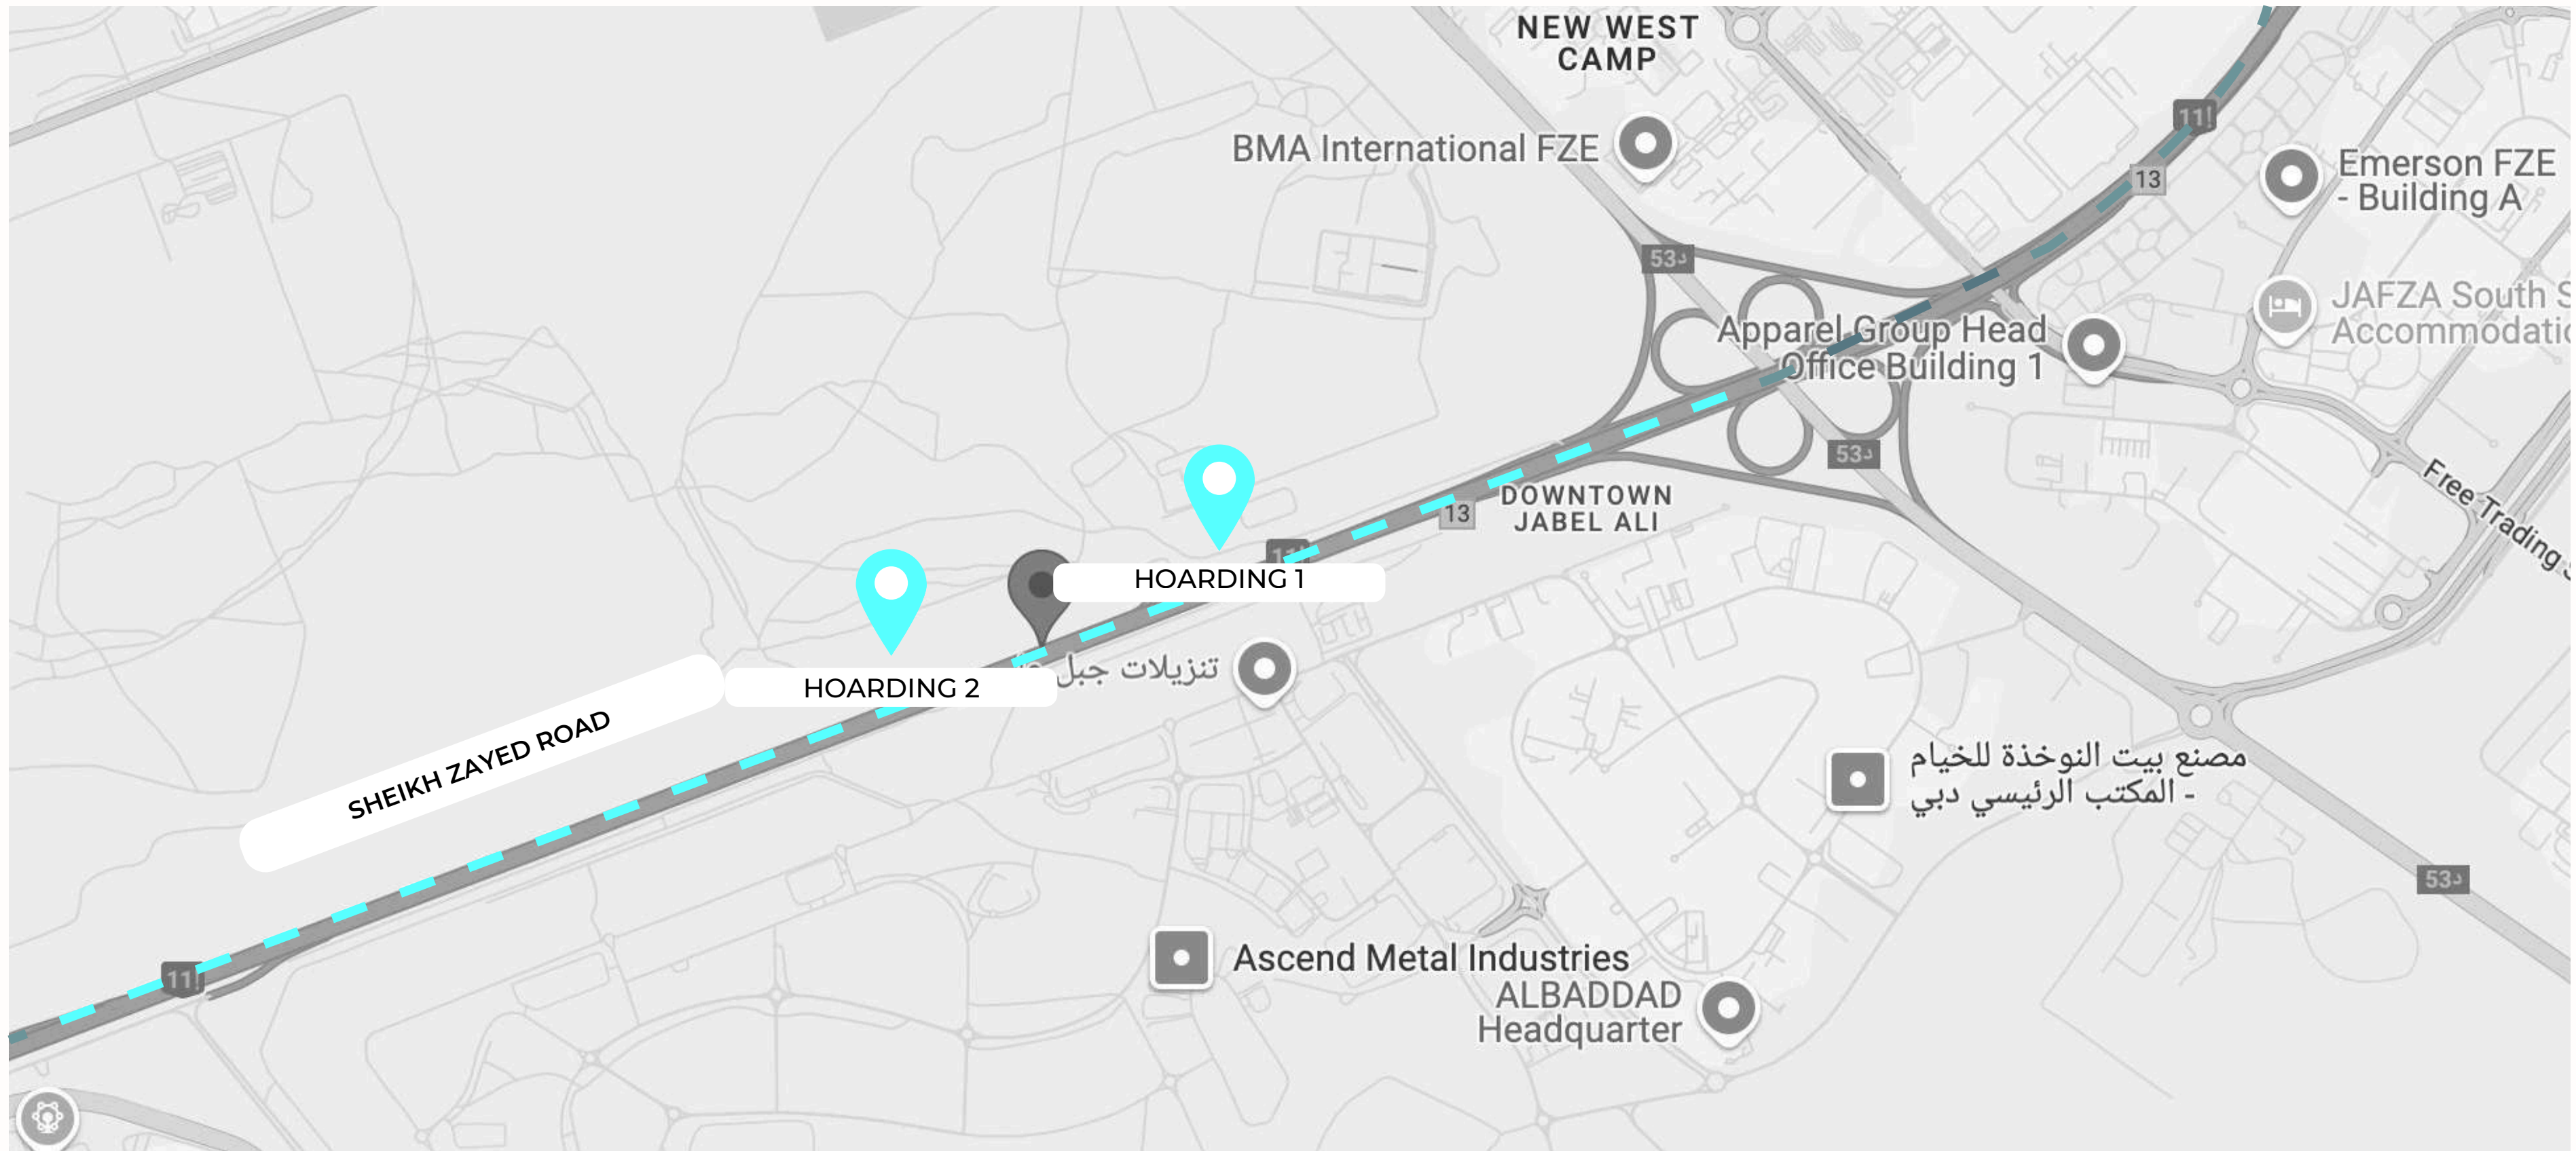 NEW WEST
CAMP
BMA International FZE
11!
13
Emerson FZE
- Building A
53د
JAFZA South S
Accommodatio
Apparel Group Head
Office Building 1
53د
Free Trading S
DOWNTOWN
JABEL ALI
13
HOARDING 1
تنزيلات جبل
HOARDING 2
SHEIKH ZAYED ROAD
مصنع بيت النوخذة للخيام
- المكتب الرئيسي دبي
53د
Ascend Metal Industries
ALBADDAD
Headquarter
11!